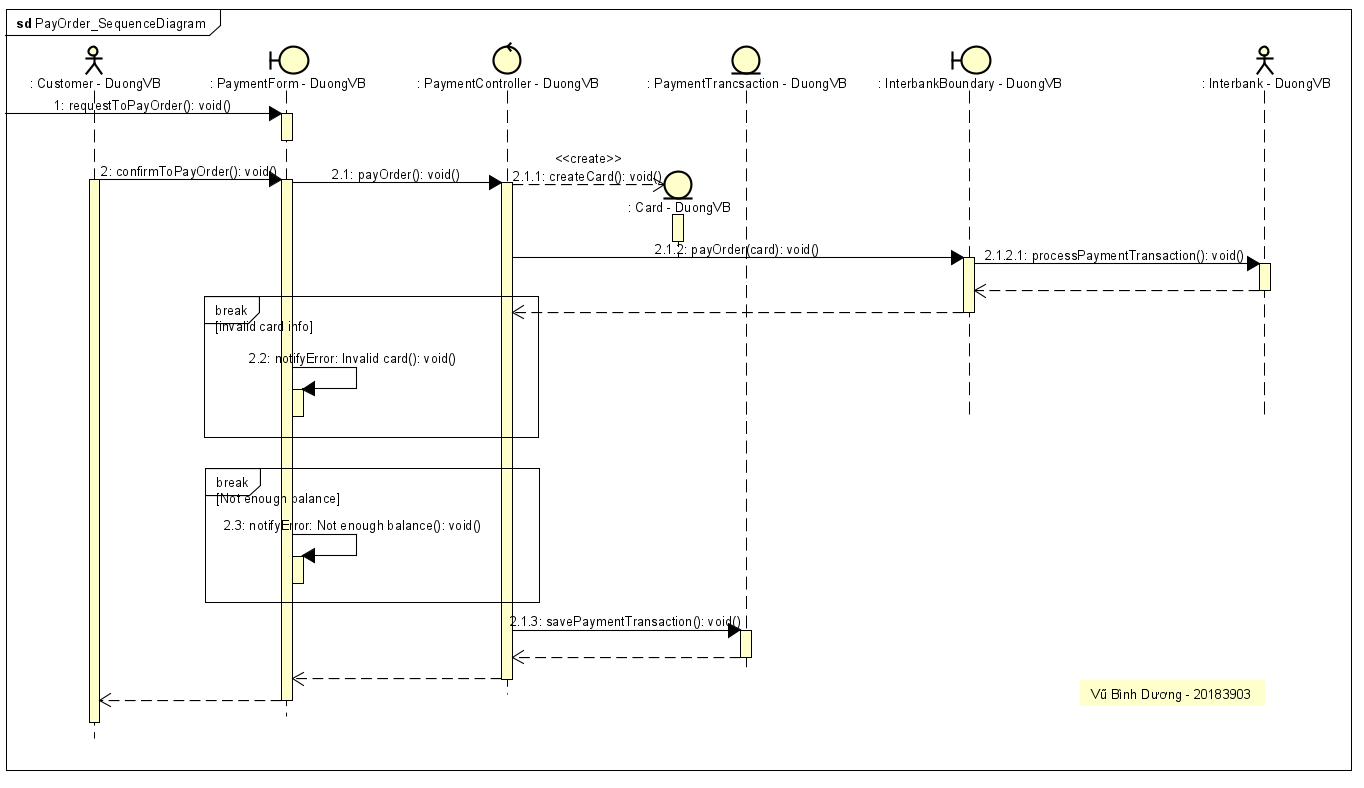 sd PayOrder_SequenceDiagram
: Customer - DuongVB
: PaymentForm - DuongVB
: PaymentController - DuongVB
: PaymentTrancsaction - DuongVB
: InterbankBoundary - DuongVB
: Interbank - DuongVB
1: requestToPayOrder(): void()
<<create>>
2: confirmToPayOrder(): void()
2.1: payOrder(): void()
2.1.1: createCard(): void()
: Card - DuongVB
2.1.2: payOrder(card): void()
2.1.2.1: processPaymentTransaction(): void()
break
[invalid card info]
2.2: notifyError: Invalid card(): void()
break
[Not enough balance]
2.3: notifyError: Not enough balance(): void()
2.1.3: savePaymentTransaction(): void()
Vũ Bình Dương - 20183903